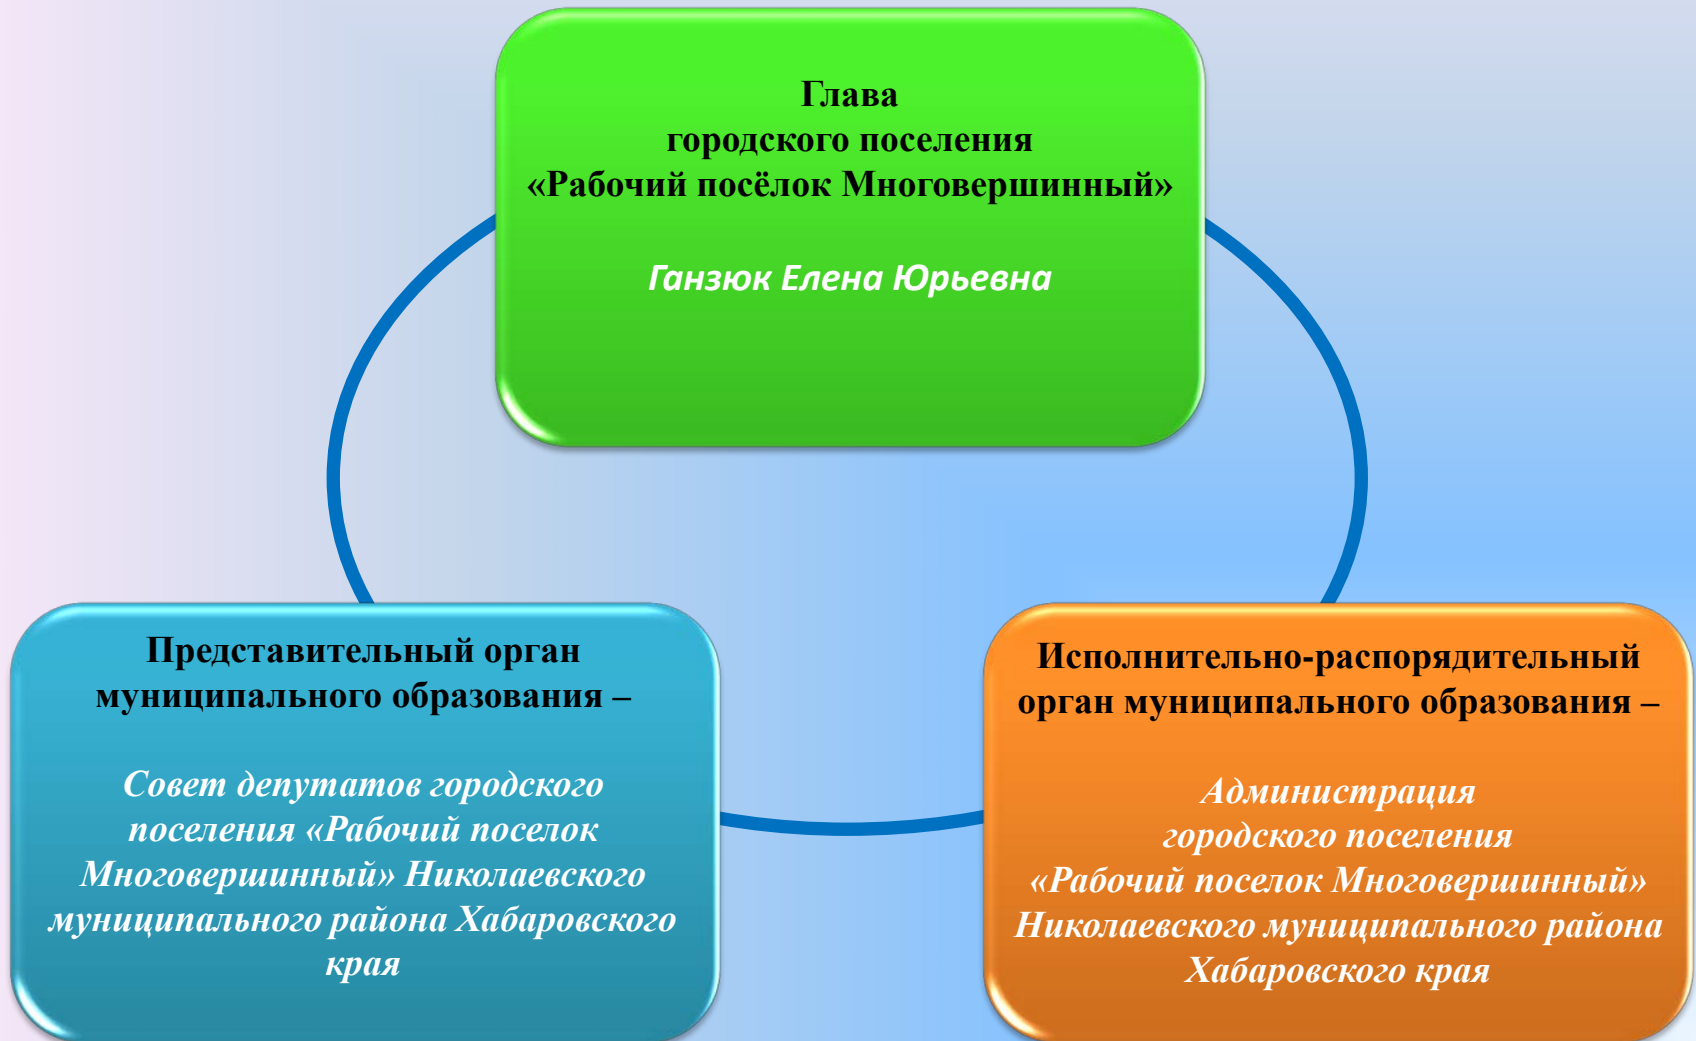 Глава
городского поселения
«Рабочий посёлок Многовершинный»
Ганзюк Елена Юрьевна
Представительный орган
муниципального образования –
Совет депутатов городского
поселения «Рабочий поселок
Многовершинный» Николаевского
муниципального района Хабаровского
края
Исполнительно-распорядительный
орган муниципального образования –
Администрация
городского поселения
«Рабочий поселок Многовершинный»
Николаевского муниципального района
Хабаровского края